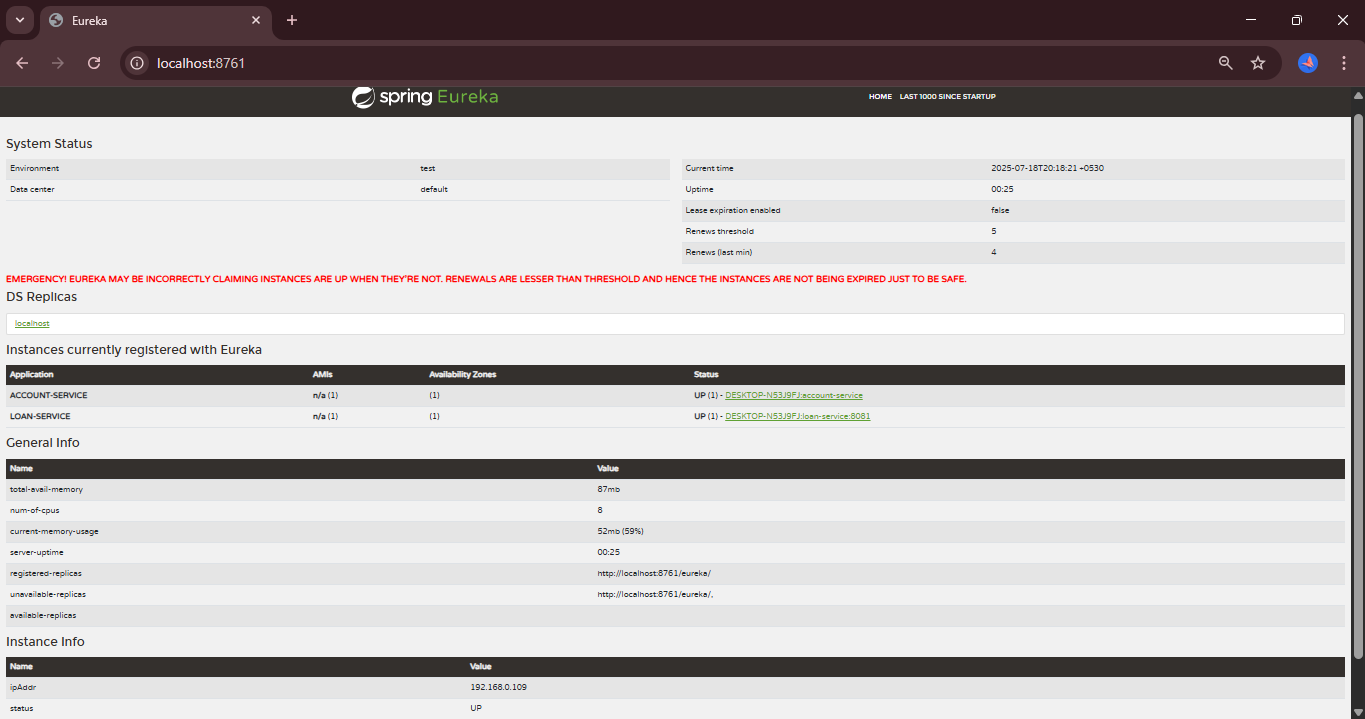 Eureka
localhost:8761
spring Eureka
HOME LAST 1000 SINCE STARTUP
System Status
Environment test
Data center default
Current time 2025-07-18T20:18:21 +0530
Uptime 00:25
Lease expiration enabled false
Renews threshold 5
Renews (last min) 4
EMERGENCY! EUREKA MAY BE INCORRECTLY CLAIMING INSTANCES ARE UP WHEN THEY'RE NOT. RENEWALS ARE LESSER THAN THRESHOLD AND HENCE THE INSTANCES ARE NOT BEING EXPIRED JUST TO BE SAFE.
DS Replicas
localhost
Instances currently registered with Eureka
Application AMIs Availability Zones Status
ACCOUNT-SERVICE n/a (1) (1) UP (1) - DESKTOP-N53J9FJ:account-service
LOAN-SERVICE n/a (1) (1) UP (1) - DESKTOP-N53J9FJ:loan-service:8081
General Info
Name Value
total-avail-memory 87mb
num-of-cpus 8
current-memory-usage 52mb (59%)
server-uptime 00:25
registered-replicas http://localhost:8761/eureka/
unavailable-replicas http://localhost:8761/eureka/,
available-replicas
Instance Info
Name Value
ipAddr 192.168.0.109
status UP